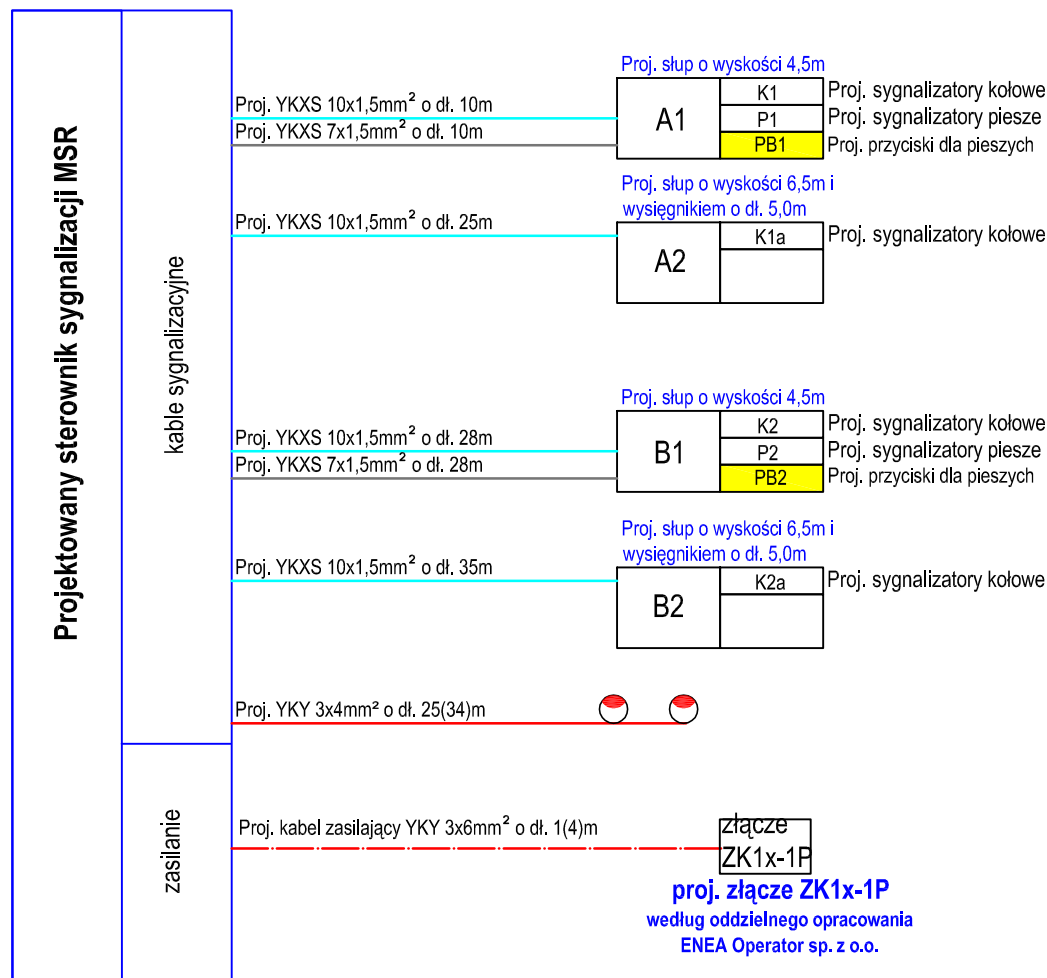 Projektowany sterownik sygnalizacji MSR
kable sygnalizacyjne
zasilanie
Proj. słup o wyskości 4,5m
Proj. YKXS 10x1,5mm² o dł. 10m
Proj. YKXS 7x1,5mm² o dł. 10m
A1
K1
Proj. sygnalizatory kołowe
P1
Proj. sygnalizatory piesze
PB1
Proj. przyciski dla pieszych
Proj. słup o wyskości 6,5m i
wysięgnikiem o dł. 5,0m
Proj. YKXS 10x1,5mm² o dł. 25m
A2
K1a
Proj. sygnalizatory kołowe
Proj. słup o wyskości 4,5m
Proj. YKXS 10x1,5mm² o dł. 28m
Proj. YKXS 7x1,5mm² o dł. 28m
B1
K2
Proj. sygnalizatory kołowe
P2
Proj. sygnalizatory piesze
PB2
Proj. przyciski dla pieszych
Proj. słup o wyskości 6,5m i
wysięgnikiem o dł. 5,0m
Proj. YKXS 10x1,5mm² o dł. 35m
B2
K2a
Proj. sygnalizatory kołowe
Proj. YKY 3x4mm² o dł. 25(34)m
Proj. kabel zasilający YKY 3x6mm² o dł. 1(4)m
złącze
ZK1x-1P
proj. złącze ZK1x-1P
według oddzielnego opracowania
ENEA Operator sp. z o.o.